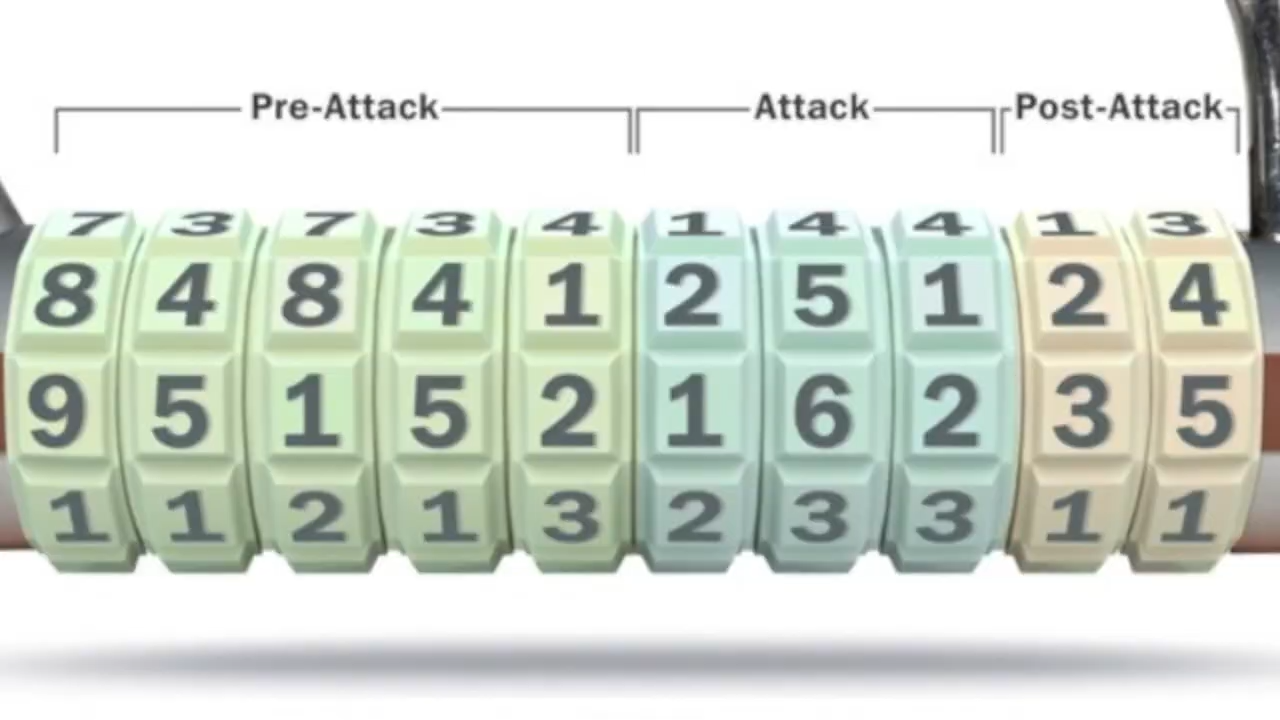 Pre-Attack Attack Post-Attack
7 3 7 3 4 1 4 4 1 3
8 4 8 4 1 2 5 1 2 4
9 5 1 5 2 1 6 2 3 5
1 1 2 1 3 2 3 3 1 1